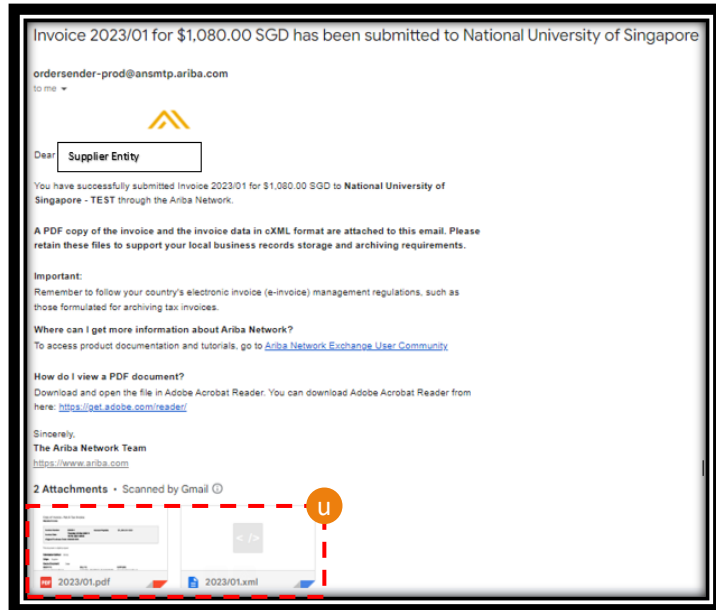 Invoice 2023/01 for $1,080.00 SGD has been submitted to National University of Singapore
ordersender-prod@ansmtp.ariba.com
to me
Dear Supplier Entity
You have successfully submitted Invoice 2023/01 for $1,080.00 SGD to National University of
Singapore - TEST through the Ariba Network.
A PDF copy of the invoice and the invoice data in cXML format are attached to this email. Please
retain these files to support your local business records storage and archiving requirements.
Important:
Remember to follow your country's electronic invoice (e-invoice) management regulations, such as
those formulated for archiving tax invoices.
Where can I get more information about Ariba Network?
To access product documentation and tutorials, go to Ariba Network Exchange User Community
How do I view a PDF document?
Download and open the file in Adobe Acrobat Reader. You can download Adobe Acrobat Reader from
here: https://get.adobe.com/reader/
Sincerely,
The Ariba Network Team
https://www.ariba.com
2 Attachments • Scanned by Gmail
u
</>
PDF 2023/01.pdf
2023/01.xml